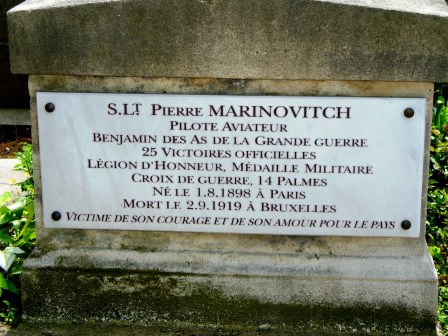 S.LT PIERRE MARINOVITCH
PILOTE AVIATEUR
BENJAMIN DES AS DE LA GRANDE GUERRE
25 VICTOIRES OFFICIELLES
LÉGION D'HONNEUR, MÉDAILLE MILITAIRE
CROIX DE GUERRE, 14 PALMES
NÉ LE 1.8.1898 À PARIS
MORT LE 2.9.1919 À BRUXELLES
VICTIME DE SON COURAGE ET DE SON AMOUR POUR LE PAYS